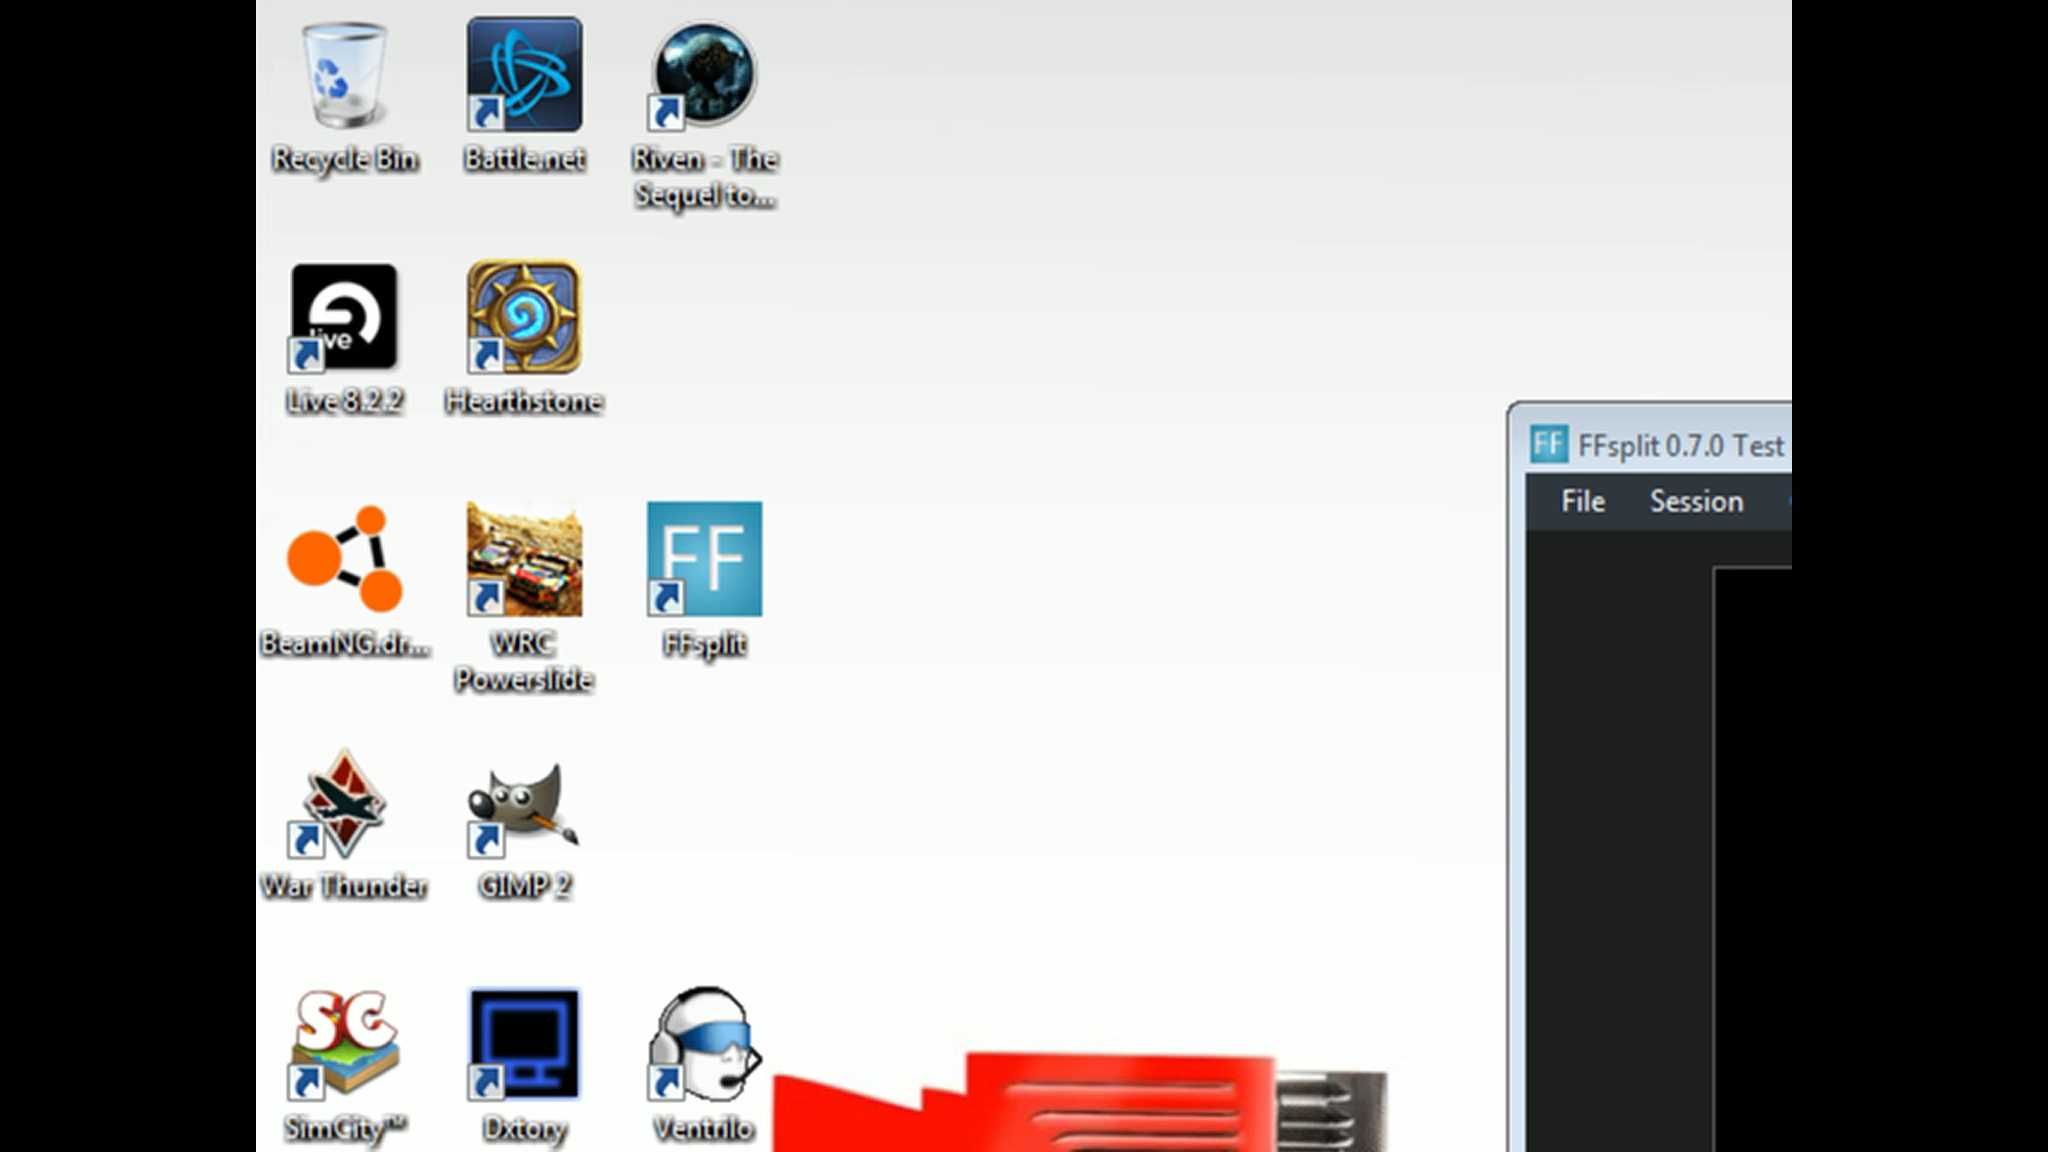 Recycle Bin
Battle.net
Riven - The
Sequel to...
live
Live 8.2.2
Hearthstone
FF FFsplit 0.7.0 Test
File Session
FF
BeamNG.dr...
WRC
Powerslide
FFsplit
War Thunder
GIMP 2
SC
SimCity™
Dxtory
Ventrilo